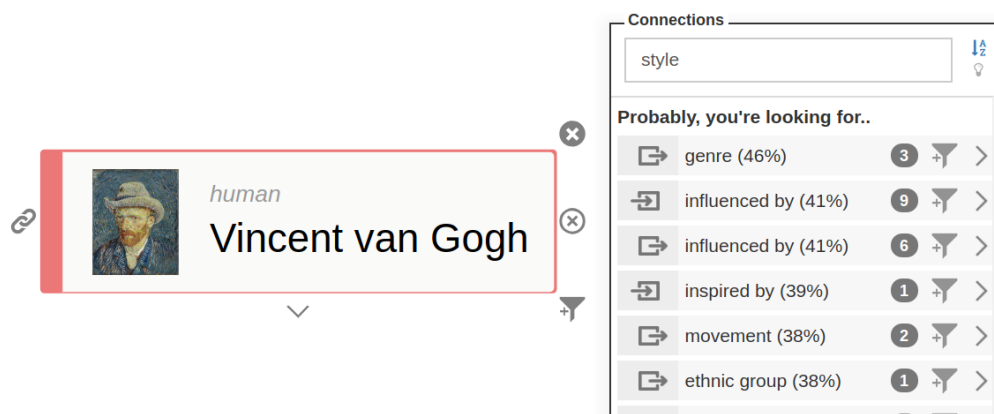 human
Vincent van Gogh
Connections
style
A
Z
Probably, you're looking for..
genre (46%) 3
influenced by (41%) 9
influenced by (41%) 6
inspired by (39%) 1
movement (38%) 2
ethnic group (38%) 1